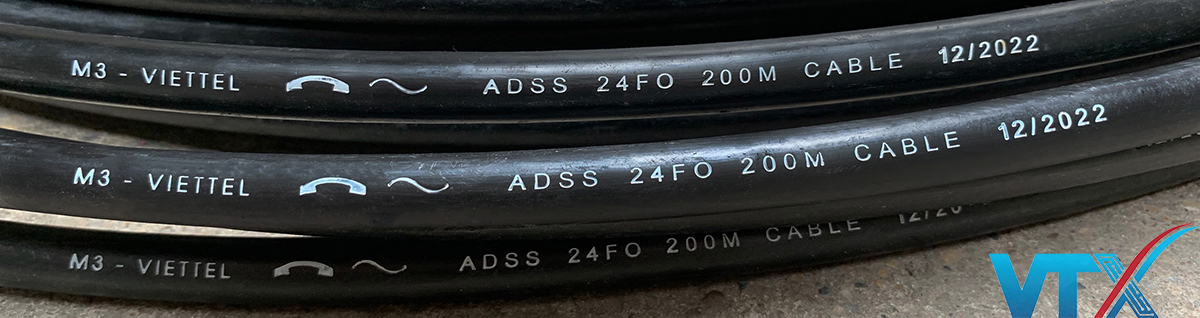 M3 - VIETTEL ADSS 24FO 200M CABLE 12/2022
M3 - VIETTEL ADSS 24FO 200M CABLE 12/2022
M3 - VIETTEL ADSS 24FO 200M CABLE
VTX